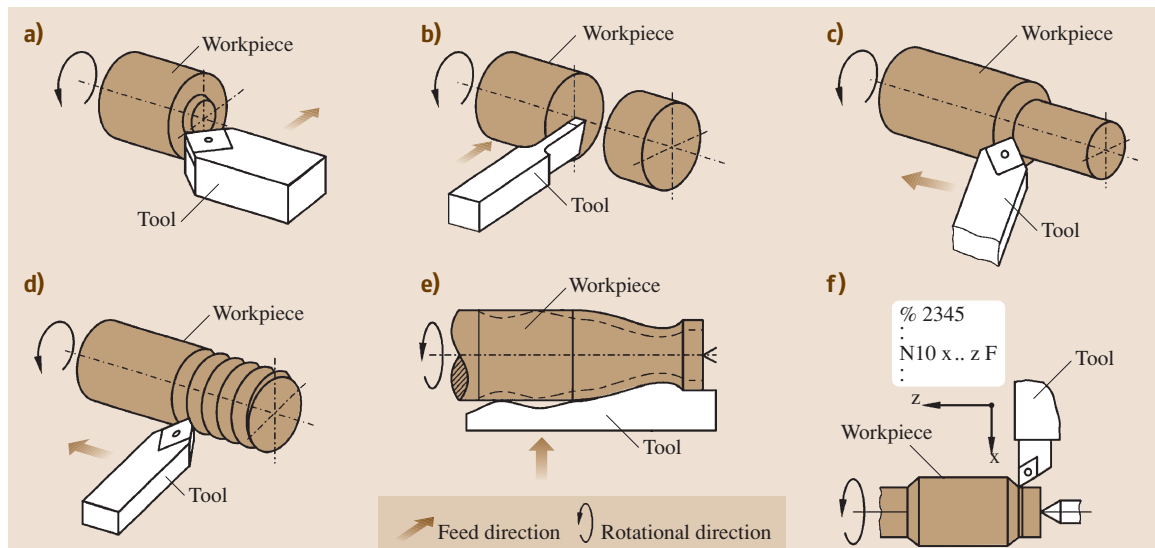 a)
Workpiece
Tool
b)
Workpiece
Tool
c)
Workpiece
Tool
d)
Workpiece
Tool
e)
Workpiece
Tool
f)
% 2345
:
N10 x .. z F
:
Tool
z
x
Workpiece
Feed direction
Rotational direction